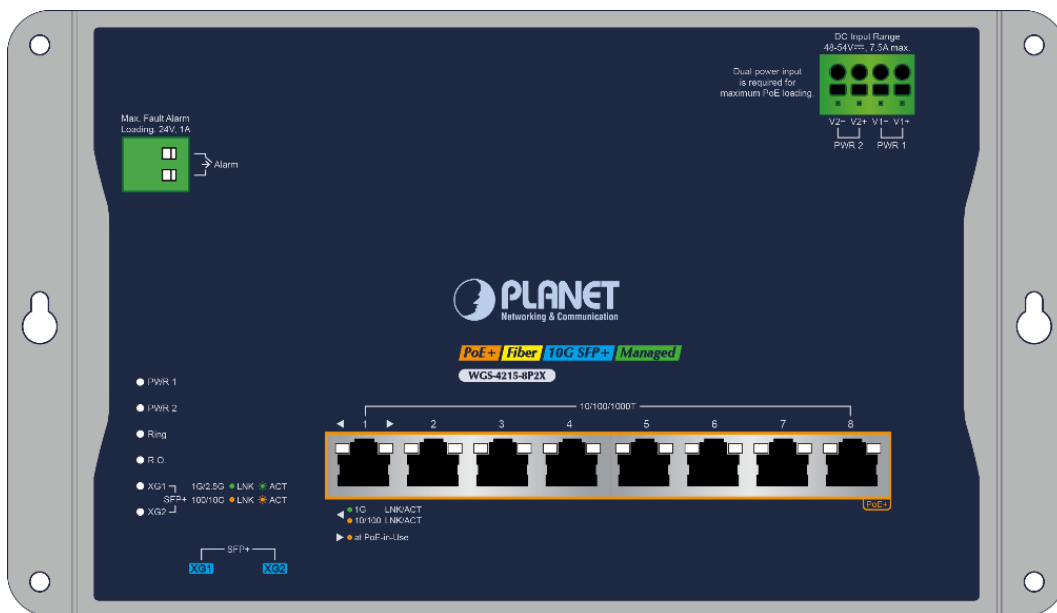 DC Input Range
48-54V⎓, 7.5A max.
Dual power input
is required for
maximum PoE loading.
V2− V2+ V1− V1+
PWR 2 PWR 1
Max. Fault Alarm
Loading: 24V, 1A
Alarm
PLANET
Networking & Communication
PoE+ Fiber 10G SFP+ Managed
WGS-4215-8P2X
PWR 1
PWR 2
Ring
R.O.
XG1
XG2
SFP+
1G/2.5G LNK ACT
100/10G LNK ACT
SFP+
XG1 XG2
10/100/1000T
1 2 3 4 5 6 7 8
PoE+
1G LNK/ACT
10/100 LNK/ACT
at PoE-in-Use